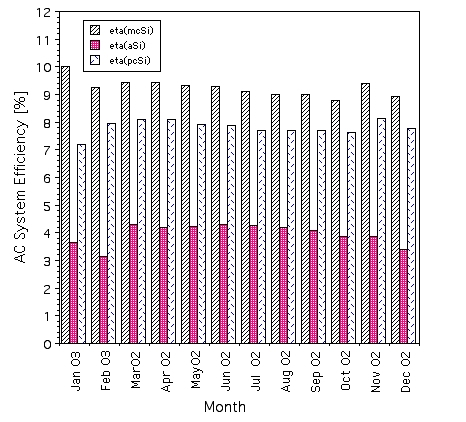 12
11
10
9
8
7
6
5
4
3
2
1
0
AC System Efficiency [%]
eta(mcSi)
eta(aSi)
eta(pcSi)
Jan 03
Feb 03
Mar02
Apr 02
May02
Jun 02
Jul 02
Aug 02
Sep 02
Oct 02
Nov 02
Dec 02
Month